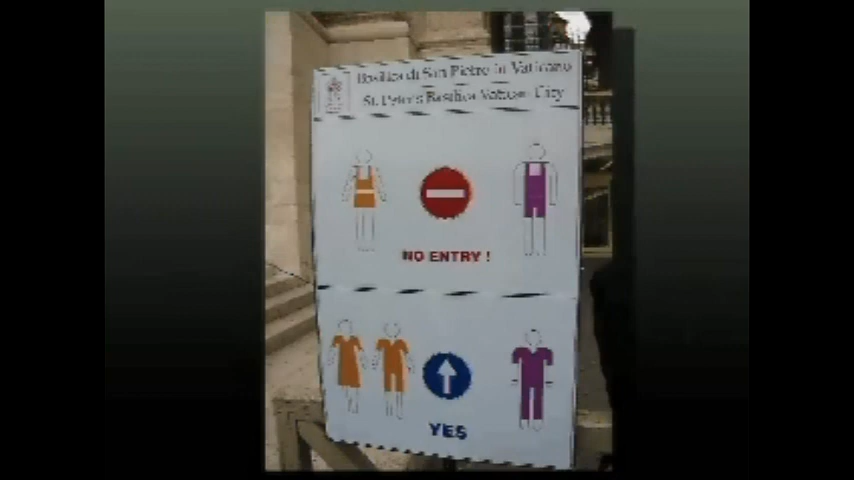 Basilica di San Pietro in Vaticano
St. Peter's Basilica Vatican City
NO ENTRY !
YES